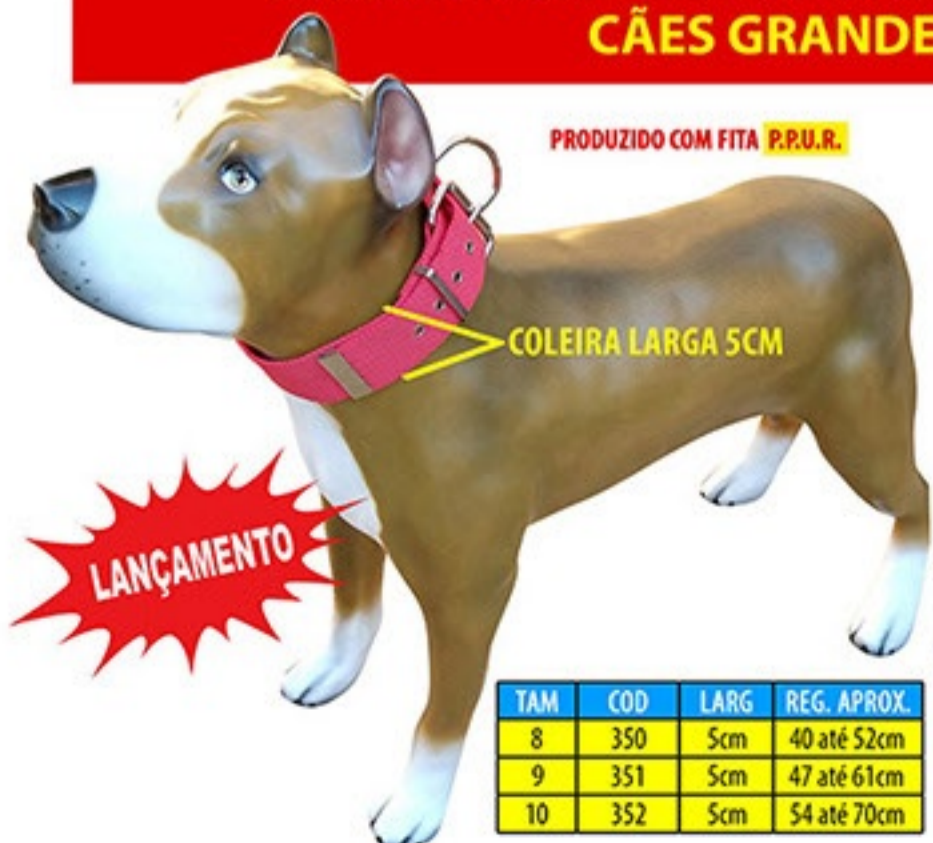 CÃES GRANDE
PRODUZIDO COM FITA P.P.U.R.
COLEIRA LARGA 5CM
LANÇAMENTO
TAM COD LARG REG. APROX.
8 350 5cm 40 até 52cm
9 351 5cm 47 até 61cm
10 352 5cm 54 até 70cm